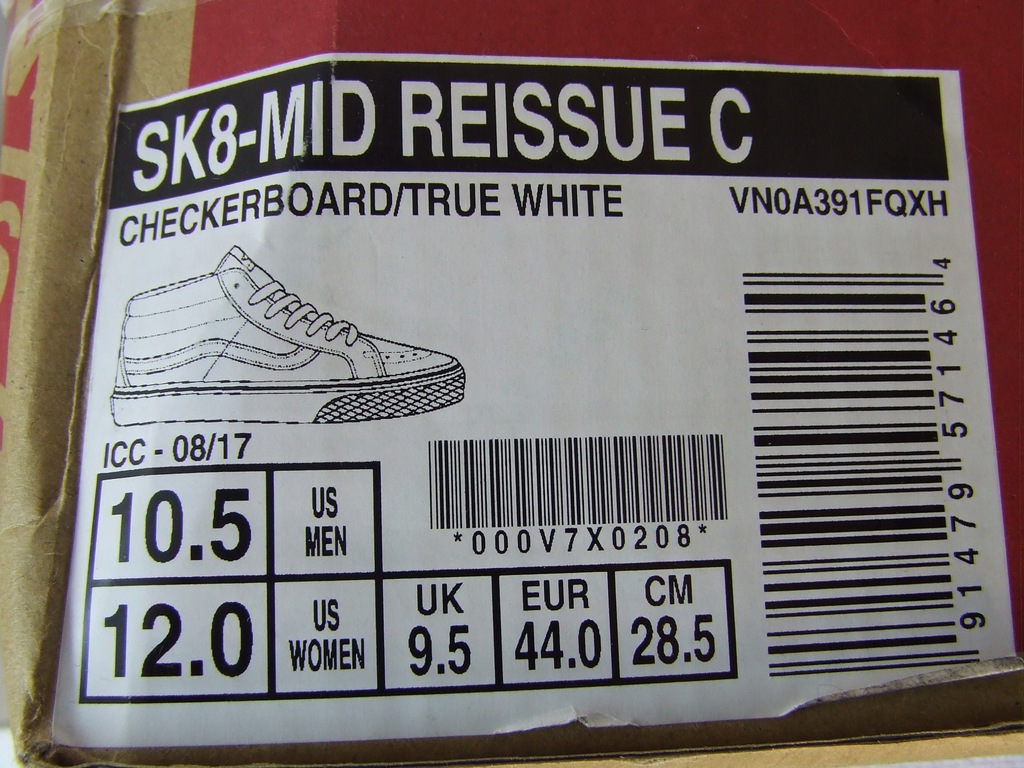 SK8-MID REISSUE C
CHECKERBOARD/TRUE WHITE VN0A391FQXH
ICC - 08/17
10.5 US MEN
*000V7X0208*
12.0 US WOMEN
UK 9.5
EUR 44.0
CM 28.5
9 1 4 7 9 5 7 1 4 6 4